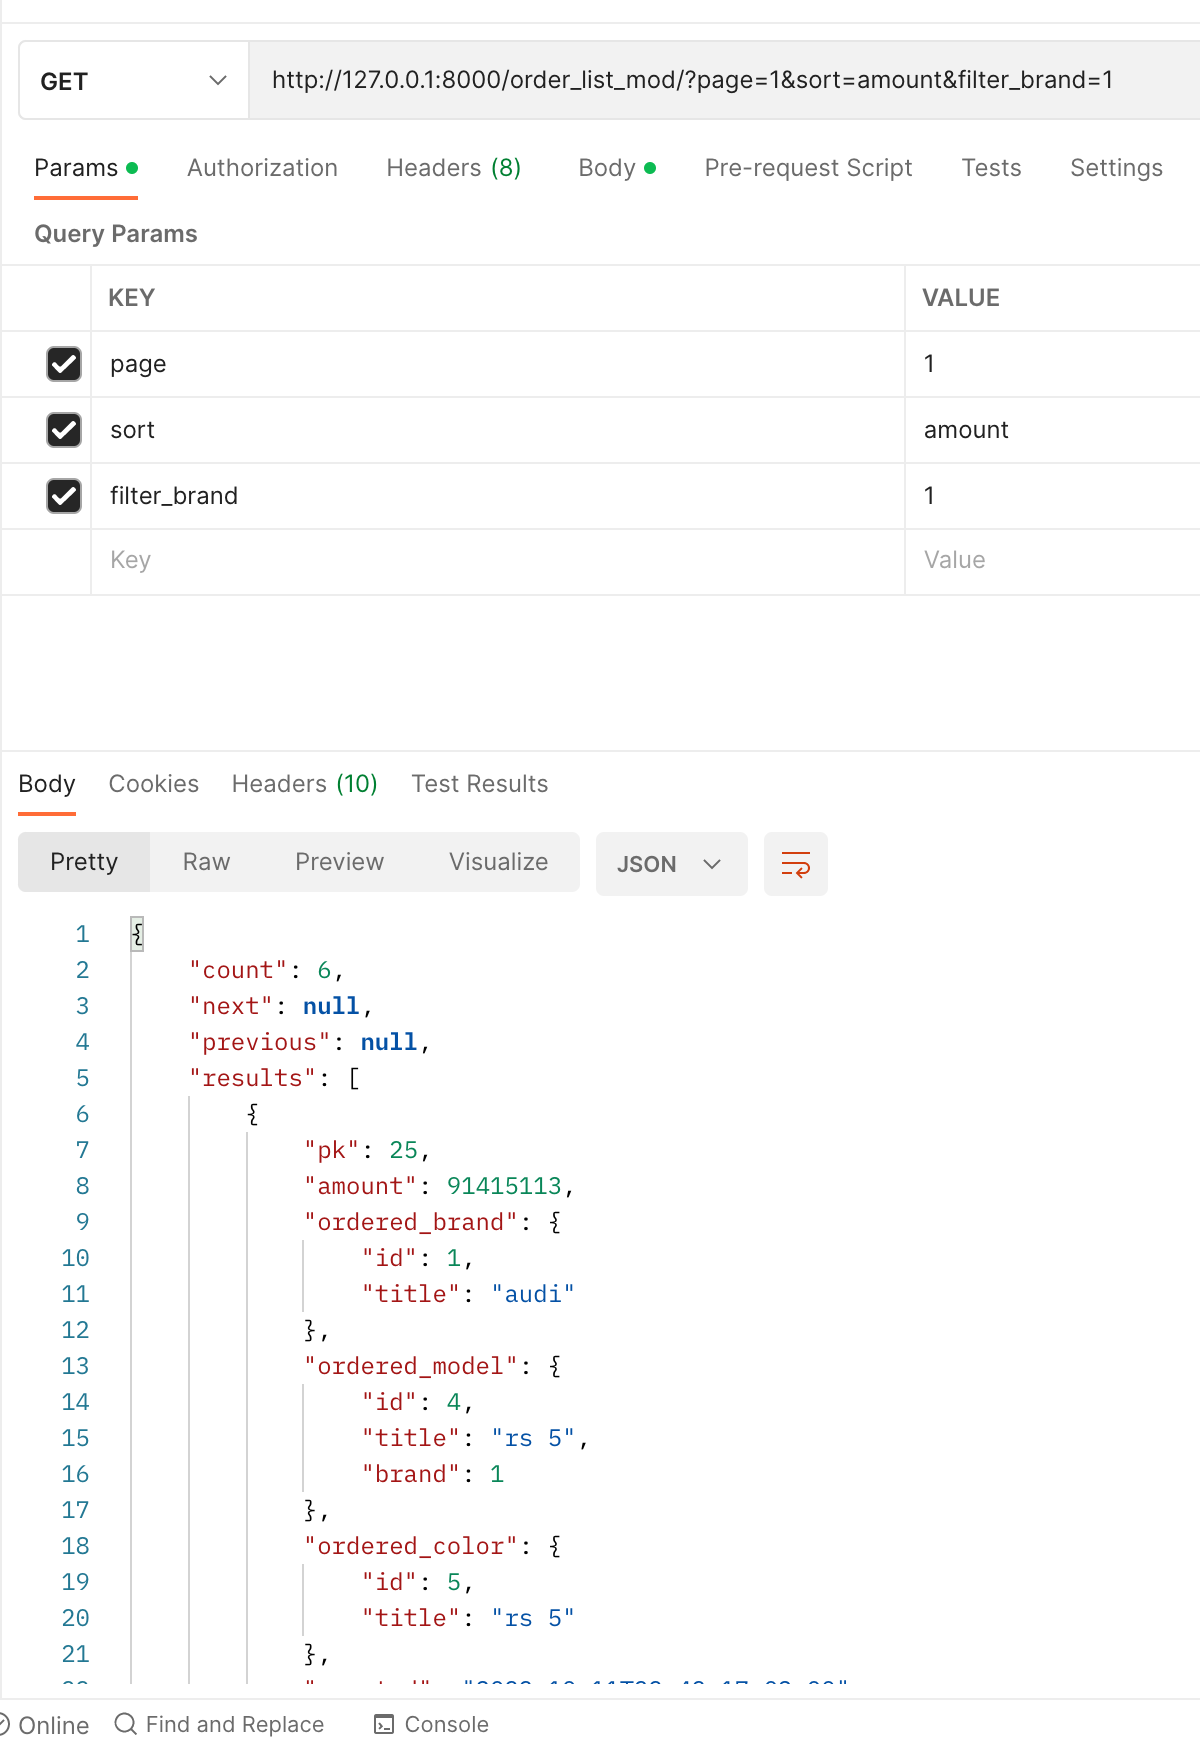 GET http://127.0.0.1:8000/order_list_mod/?page=1&sort=amount&filter_brand=1
Params Authorization Headers (8) Body Pre-request Script Tests Settings
Query Params
KEY VALUE
page 1
sort amount
filter_brand 1
Key Value
Body Cookies Headers (10) Test Results
Pretty Raw Preview Visualize JSON
1 {
2 "count": 6,
3 "next": null,
4 "previous": null,
5 "results": [
6 {
7 "pk": 25,
8 "amount": 91415113,
9 "ordered_brand": {
10 "id": 1,
11 "title": "audi"
12 },
13 "ordered_model": {
14 "id": 4,
15 "title": "rs 5",
16 "brand": 1
17 },
18 "ordered_color": {
19 "id": 5,
20 "title": "rs 5"
21 },
Online Find and Replace Console